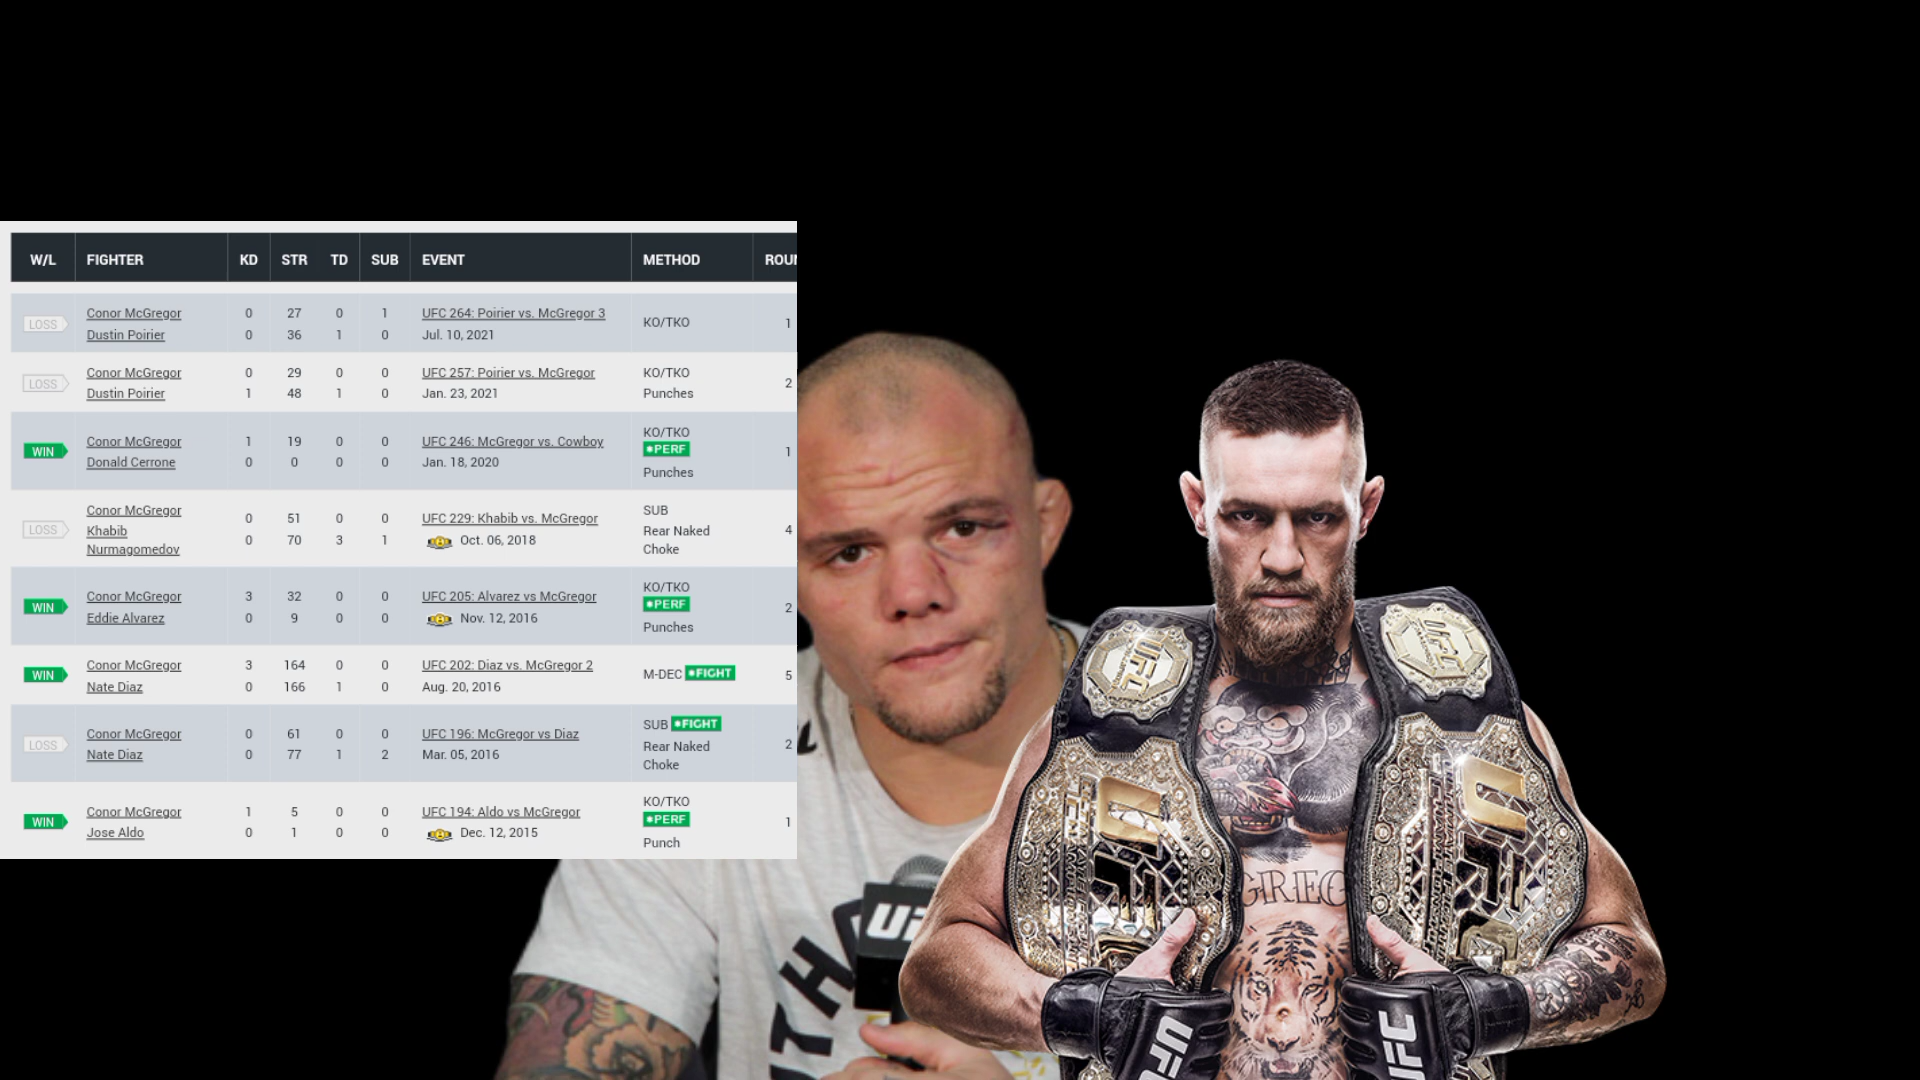 W/L FIGHTER KD STR TD SUB EVENT METHOD ROUN
LOSS Conor McGregor 0 27 0 1 UFC 264: Poirier vs. McGregor 3 KO/TKO 1
Dustin Poirier 0 36 1 0 Jul. 10, 2021
LOSS Conor McGregor 0 29 0 0 UFC 257: Poirier vs. McGregor KO/TKO 2
Dustin Poirier 1 48 1 0 Jan. 23, 2021 Punches
WIN Conor McGregor 1 19 0 0 UFC 246: McGregor vs. Cowboy KO/TKO PERF 1
Donald Cerrone 0 0 0 0 Jan. 18, 2020 Punches
LOSS Conor McGregor 0 51 0 0 UFC 229: Khabib vs. McGregor SUB 4
Khabib 0 70 3 1 Oct. 06, 2018 Rear Naked
Nurmagomedov Choke
WIN Conor McGregor 3 32 0 0 UFC 205: Alvarez vs McGregor KO/TKO PERF 2
Eddie Alvarez 0 9 0 0 Nov. 12, 2016 Punches
WIN Conor McGregor 3 164 0 0 UFC 202: Diaz vs. McGregor 2 M-DEC FIGHT 5
Nate Diaz 0 166 1 0 Aug. 20, 2016
LOSS Conor McGregor 0 61 0 0 UFC 196: McGregor vs Diaz SUB FIGHT 2
Nate Diaz 0 77 1 2 Mar. 05, 2016 Rear Naked
Choke
WIN Conor McGregor 1 5 0 0 UFC 194: Aldo vs McGregor KO/TKO PERF 1
Jose Aldo 0 1 0 0 Dec. 12, 2015 Punch
UFC
UFC
UFC
UFC
GREG
UFC
UFC